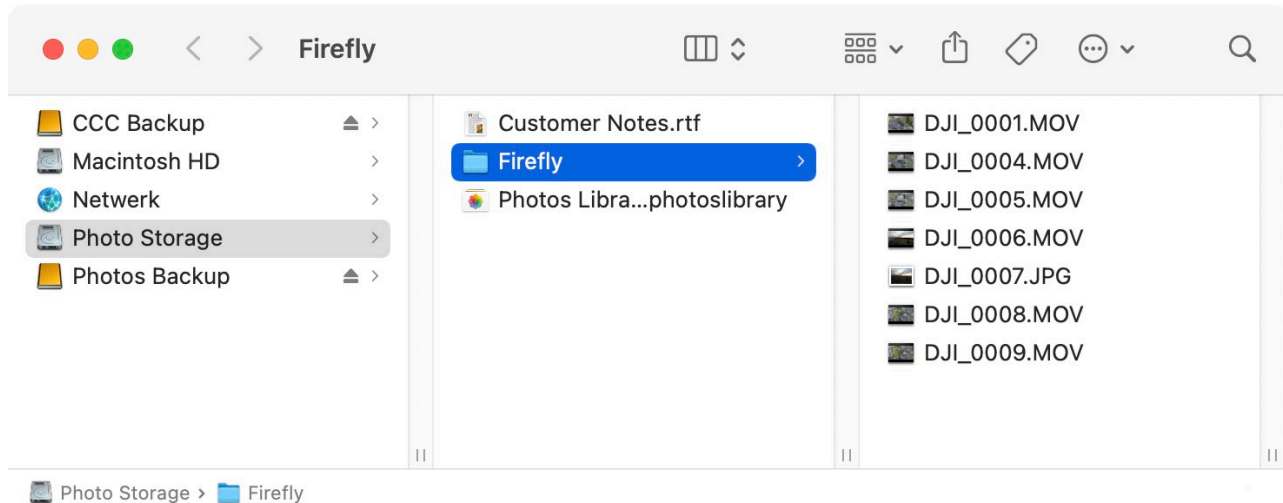 Firefly
CCC Backup
Macintosh HD
Netwerk
Photo Storage
Photos Backup
Customer Notes.rtf
Firefly
Photos Libra...photoslibrary
DJI_0001.MOV
DJI_0004.MOV
DJI_0005.MOV
DJI_0006.MOV
DJI_0007.JPG
DJI_0008.MOV
DJI_0009.MOV
Photo Storage › Firefly